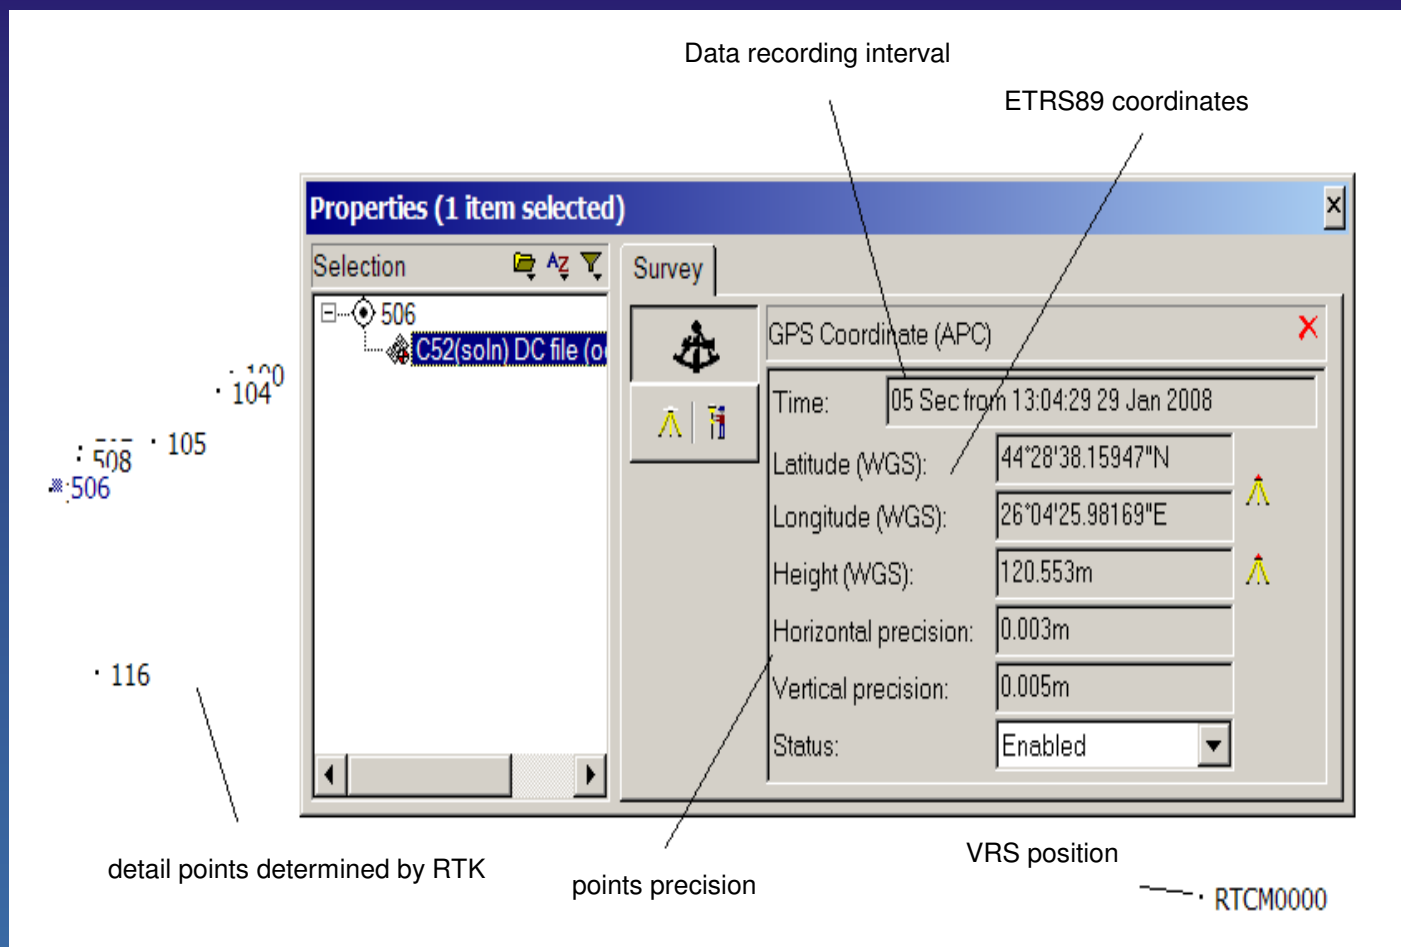 Data recording interval
ETRS89 coordinates
Properties (1 item selected)
Selection
AZ
Survey
506
C52(soln) DC file (o
GPS Coordinate (APC)
Time:
05 Sec from 13:04:29 29 Jan 2008
Latitude (WGS):
44°28'38.15947"N
Longitude (WGS):
26°04'25.98169"E
Height (WGS):
120.553m
Horizontal precision:
0.003m
Vertical precision:
0.005m
Status:
Enabled
104
105
508
506
116
detail points determined by RTK
points precision
VRS position
RTCM0000